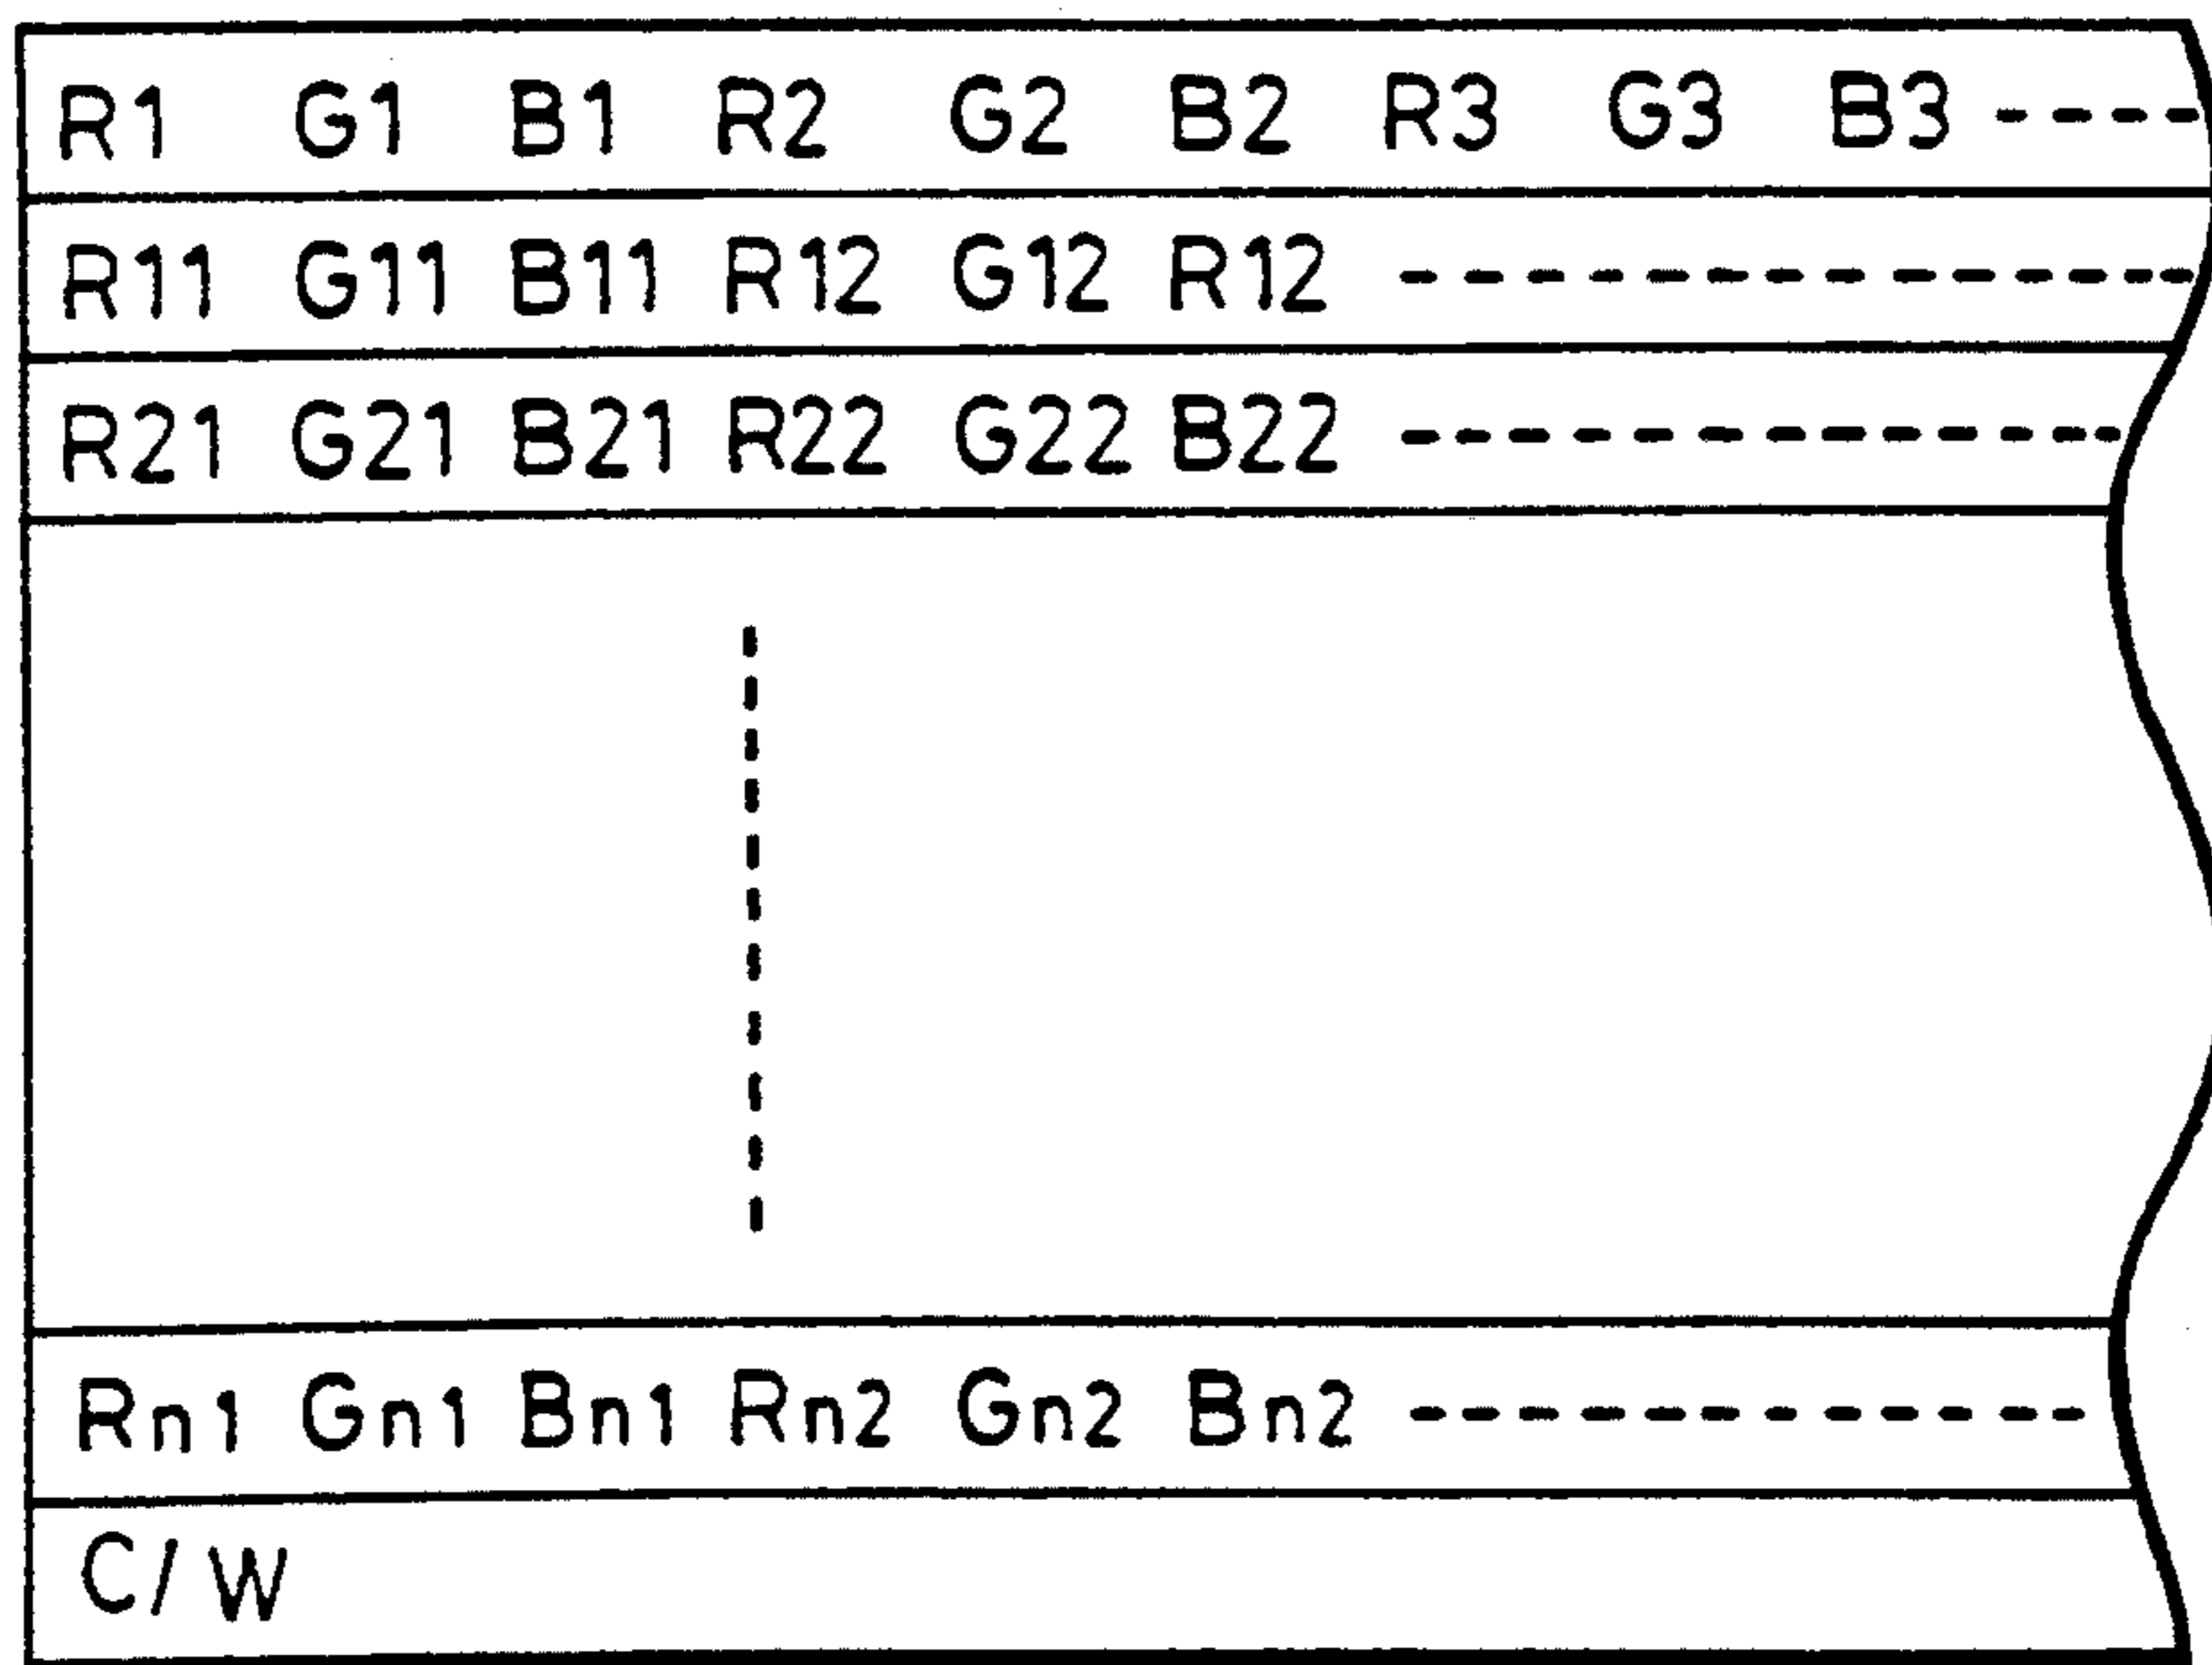 R1 G1 B1 R2 G2 B2 R3 G3 B3
R11 G11 B11 R12 G12 R12
R21 G21 B21 R22 G22 B22
Rn1 Gn1 Bn1 Rn2 Gn2 Bn2
C/W